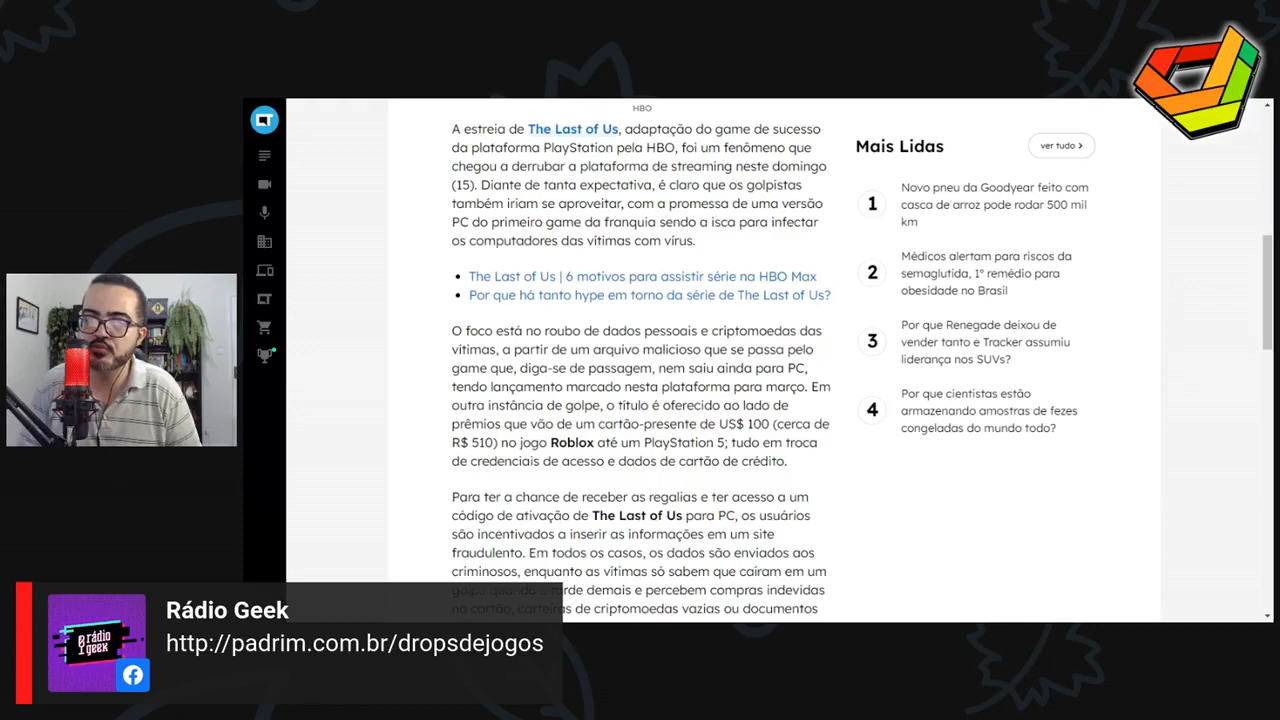 HBO
A estreia de The Last of Us, adaptação do game de sucesso
da plataforma PlayStation pela HBO, foi um fenômeno que
chegou a derrubar a plataforma de streaming neste domingo
(15). Diante de tanta expectativa, é claro que os golpistas
também iriam se aproveitar, com a promessa de uma versão
PC do primeiro game da franquia sendo a isca para infectar
os computadores das vítimas com vírus.
The Last of Us | 6 motivos para assistir série na HBO Max
Por que há tanto hype em torno da série de The Last of Us?
O foco está no roubo de dados pessoais e criptomoedas das
vítimas, a partir de um arquivo malicioso que se passa pelo
game que, diga-se de passagem, nem saiu ainda para PC,
tendo lançamento marcado nesta plataforma para março. Em
outra instância de golpe, o título é oferecido ao lado de
prêmios que vão de um cartão-presente de US$ 100 (cerca de
R$ 510) no jogo Roblox até um PlayStation 5; tudo em troca
de credenciais de acesso e dados de cartão de crédito.
Para ter a chance de receber as regalias e ter acesso a um
código de ativação de The Last of Us para PC, os usuários
são incentivados a inserir as informações em um site
fraudulento. Em todos os casos, os dados são enviados aos
criminosos, enquanto as vítimas só sabem que caíram em um
golpe quando é tarde demais e percebem compras indevidas
no cartão, carteiras de criptomoedas vazias ou documentos
Mais Lidas
ver tudo >
1 Novo pneu da Goodyear feito com
casca de arroz pode rodar 500 mil
km
2 Médicos alertam para riscos da
semaglutida, 1º remédio para
obesidade no Brasil
3 Por que Renegade deixou de
vender tanto e Tracker assumiu
liderança nos SUVs?
4 Por que cientistas estão
armazenando amostras de fezes
congeladas do mundo todo?
rádio
geek
Rádio Geek
http://padrim.com.br/dropsdejogos